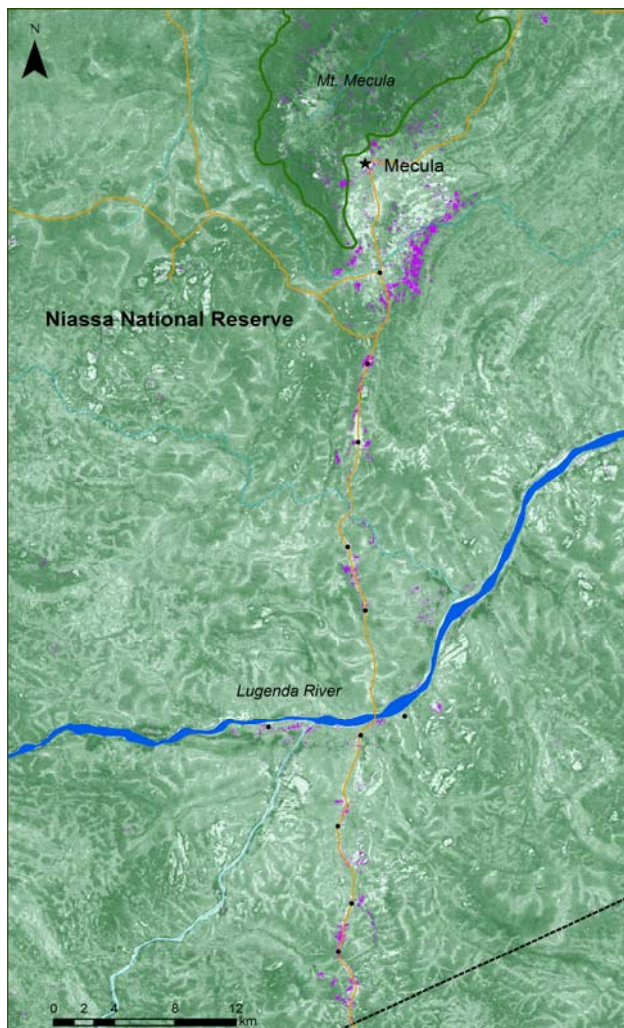 N
Mt. Mecula
Mecula
Niassa National Reserve
Lugenda River
0 2 4 8 12
km